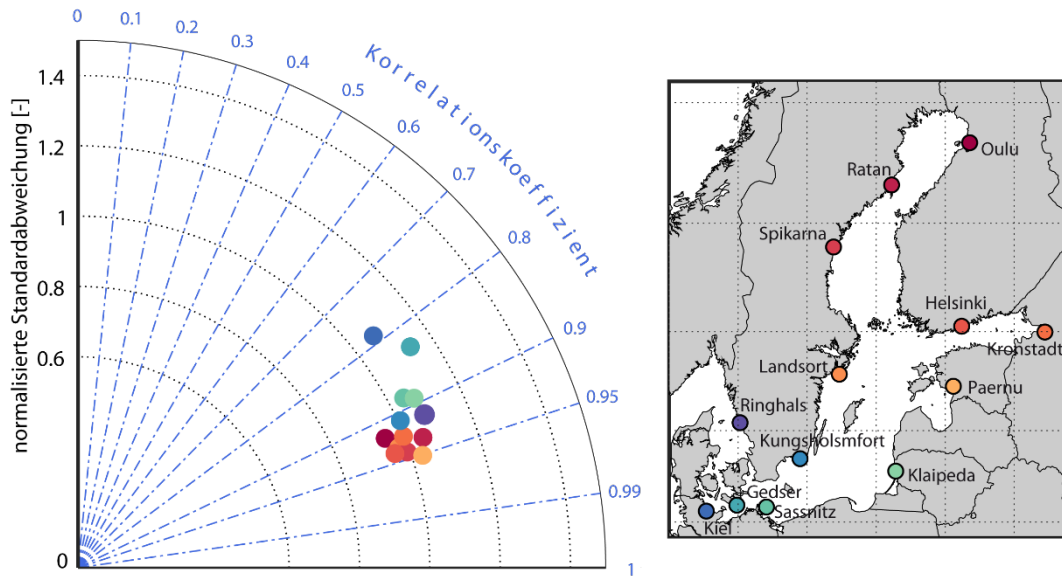 0
0.1
0.2
0.3
0.4
0.5
0.6
0.7
0.8
0.9
0.95
0.99
1
Korrelationskoeffizient
normalisierte Standardabweichung [-]
1.4
1.2
1
0.8
0.6
0
Oulu
Ratan
Spikarna
Helsinki
Kronstadt
Landsort
Paernu
Ringhals
Kungsholmsfort
Klaipeda
Gedser
Sassnitz
Kiel